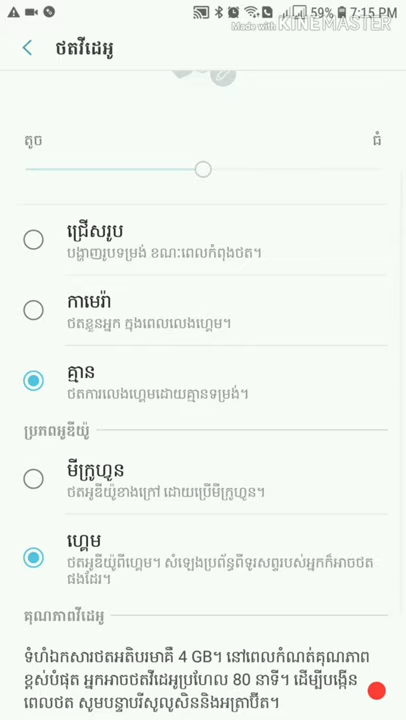 59% 7:15 PM
Made with KINEMASTER
ថតវីដេអូ
តូច ធំ
ជ្រើសរូប
បង្ហាញរូបទម្រង់ ខណៈពេលកំពុងថត។
កាមេរ៉ា
ថតខ្លួនអ្នក ក្នុងពេលលេងហ្គេម។
គ្មាន
ថតការលេងហ្គេមដោយគ្មានទម្រង់។
ប្រភពអូឌីយ៉ូ
មីក្រូហ្វូន
ថតអូឌីយ៉ូខាងក្រៅ ដោយប្រើមីក្រូហ្វូន។
ហ្គេម
ថតអូឌីយ៉ូពីហ្គេម។ សំឡេងប្រព័ន្ធពីទូរសព្ទរបស់អ្នកក៏អាចថត
ផងដែរ។
គុណភាពវីដេអូ
ទំហំឯកសារថតអតិបរមាគឺ 4 GB។ នៅពេលកំណត់គុណភាព
ខ្ពស់បំផុត អ្នកអាចថតវីដេអូប្រហែល 80 នាទី។ ដើម្បីបង្កើន
ពេលថត សូមបន្ទាបរីសូលូសិននិងអត្រាប៊ីត។